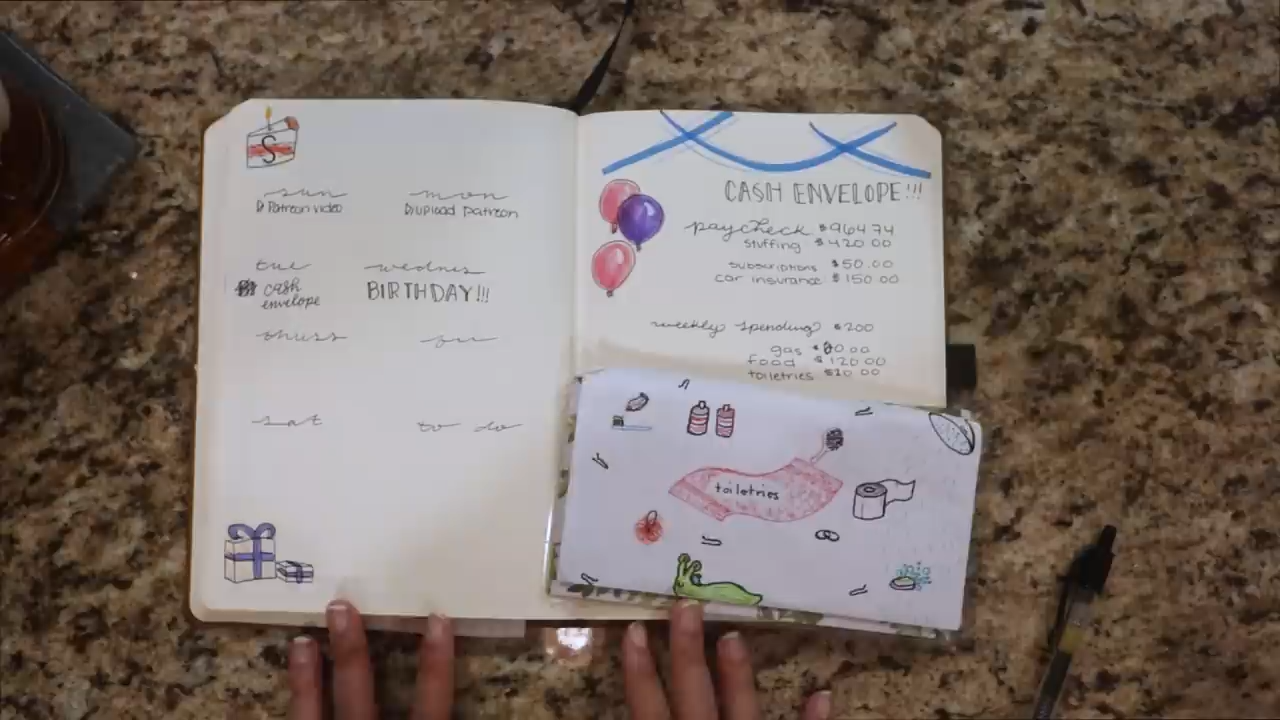 S
sun
mon
Patreon video
upload patreon
tue
wednes
cash
envelope
BIRTHDAY!!!
thurs
fri
sat
to do
CASH ENVELOPE!!!
paycheck $964.74
stuffing $420.00
subscriptions $50.00
car insurance $150.00
weekly spending $200
gas
food $120.00
toiletries
toiletries